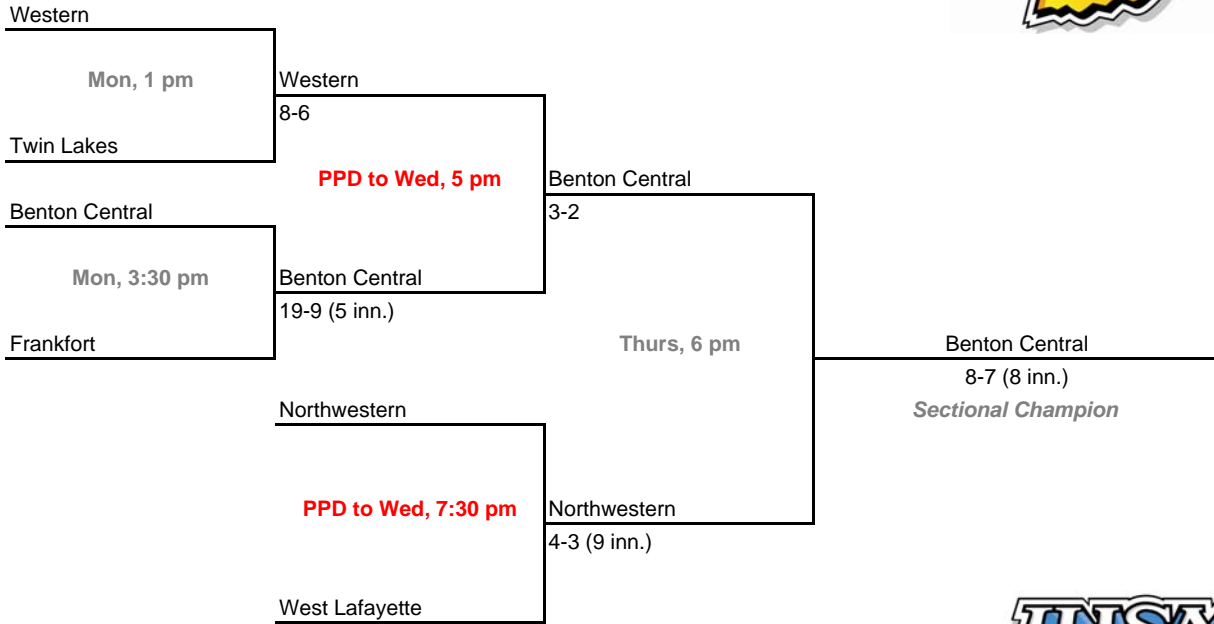 Western
Mon, 1 pm
Western
8-6
Twin Lakes
PPD to Wed, 5 pm
Benton Central
Benton Central
3-2
Mon, 3:30 pm
Benton Central
19-9 (5 inn.)
Frankfort
Thurs, 6 pm
Benton Central
8-7 (8 inn.)
Northwestern
Sectional Champion
PPD to Wed, 7:30 pm
Northwestern
4-3 (9 inn.)
West Lafayette